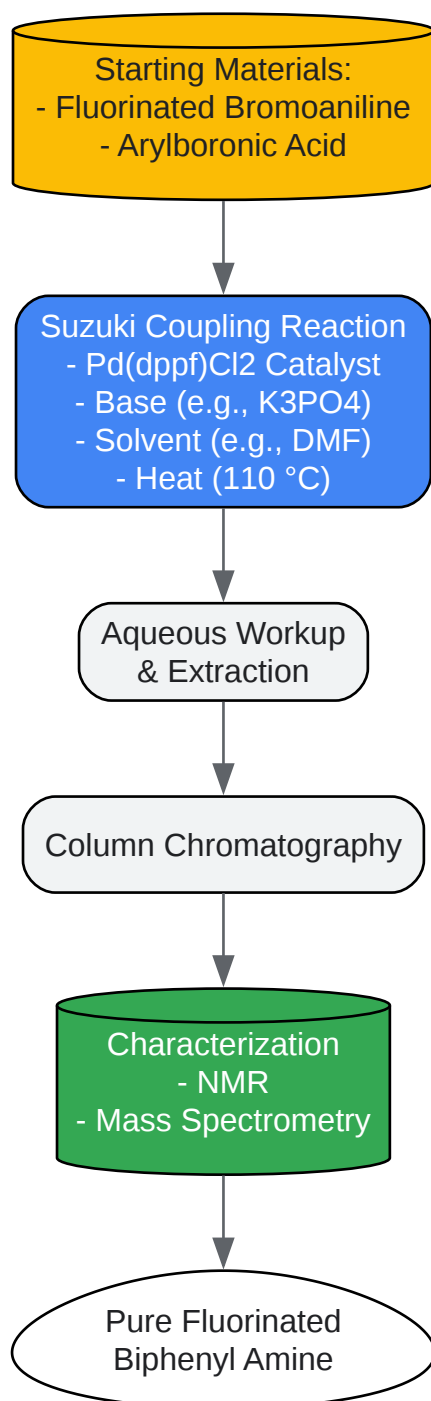 Starting Materials:
- Fluorinated Bromoaniline
- Arylboronic Acid
Suzuki Coupling Reaction
- Pd(dppf)Cl2 Catalyst
- Base (e.g., K3PO4)
- Solvent (e.g., DMF)
- Heat (110 °C)
Aqueous Workup
& Extraction
Column Chromatography
Characterization
- NMR
- Mass Spectrometry
Pure Fluorinated
Biphenyl Amine